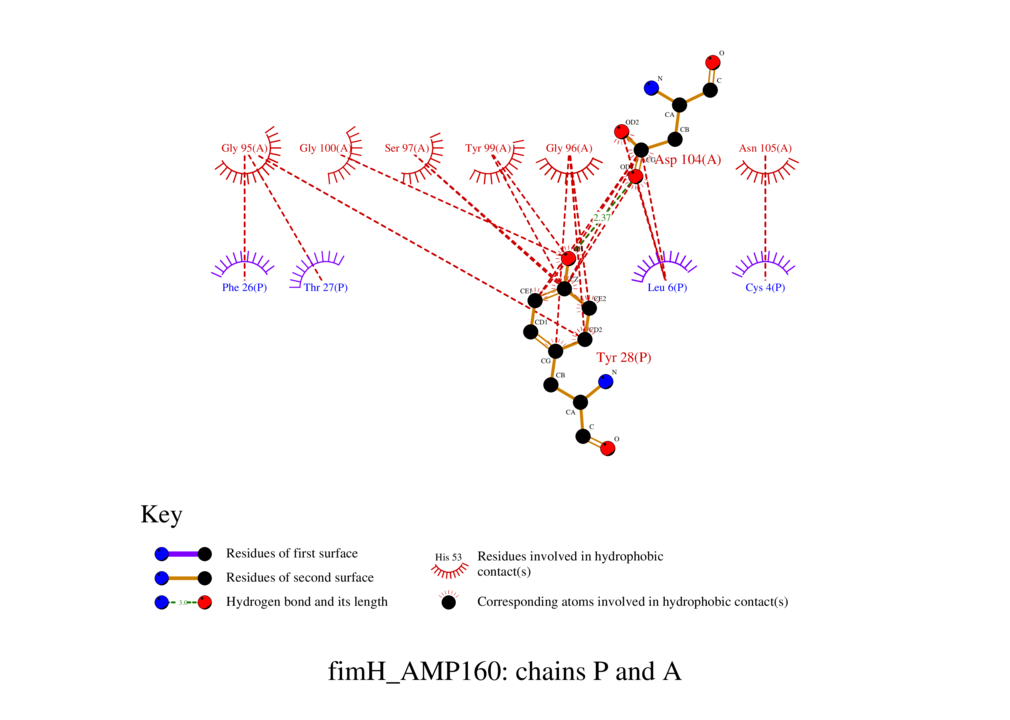 O
N
C
CA
CB
OD2
CG
Asp 104(A)
OD
Gly 95(A)
Gly 100(A)
Ser 97(A)
Tyr 99(A)
Gly 96(A)
Asn 105(A)
2.37
Phe 26(P)
Thr 27(P)
Leu 6(P)
Cys 4(P)
CE1
CE2
CD1
CD2
CG
Tyr 28(P)
CB
N
CA
C
O
Key
Residues of first surface
Residues of second surface
3.0
Hydrogen bond and its length
His 53
Residues involved in hydrophobic
contact(s)
Corresponding atoms involved in hydrophobic contact(s)
fimH_AMP160: chains P and A